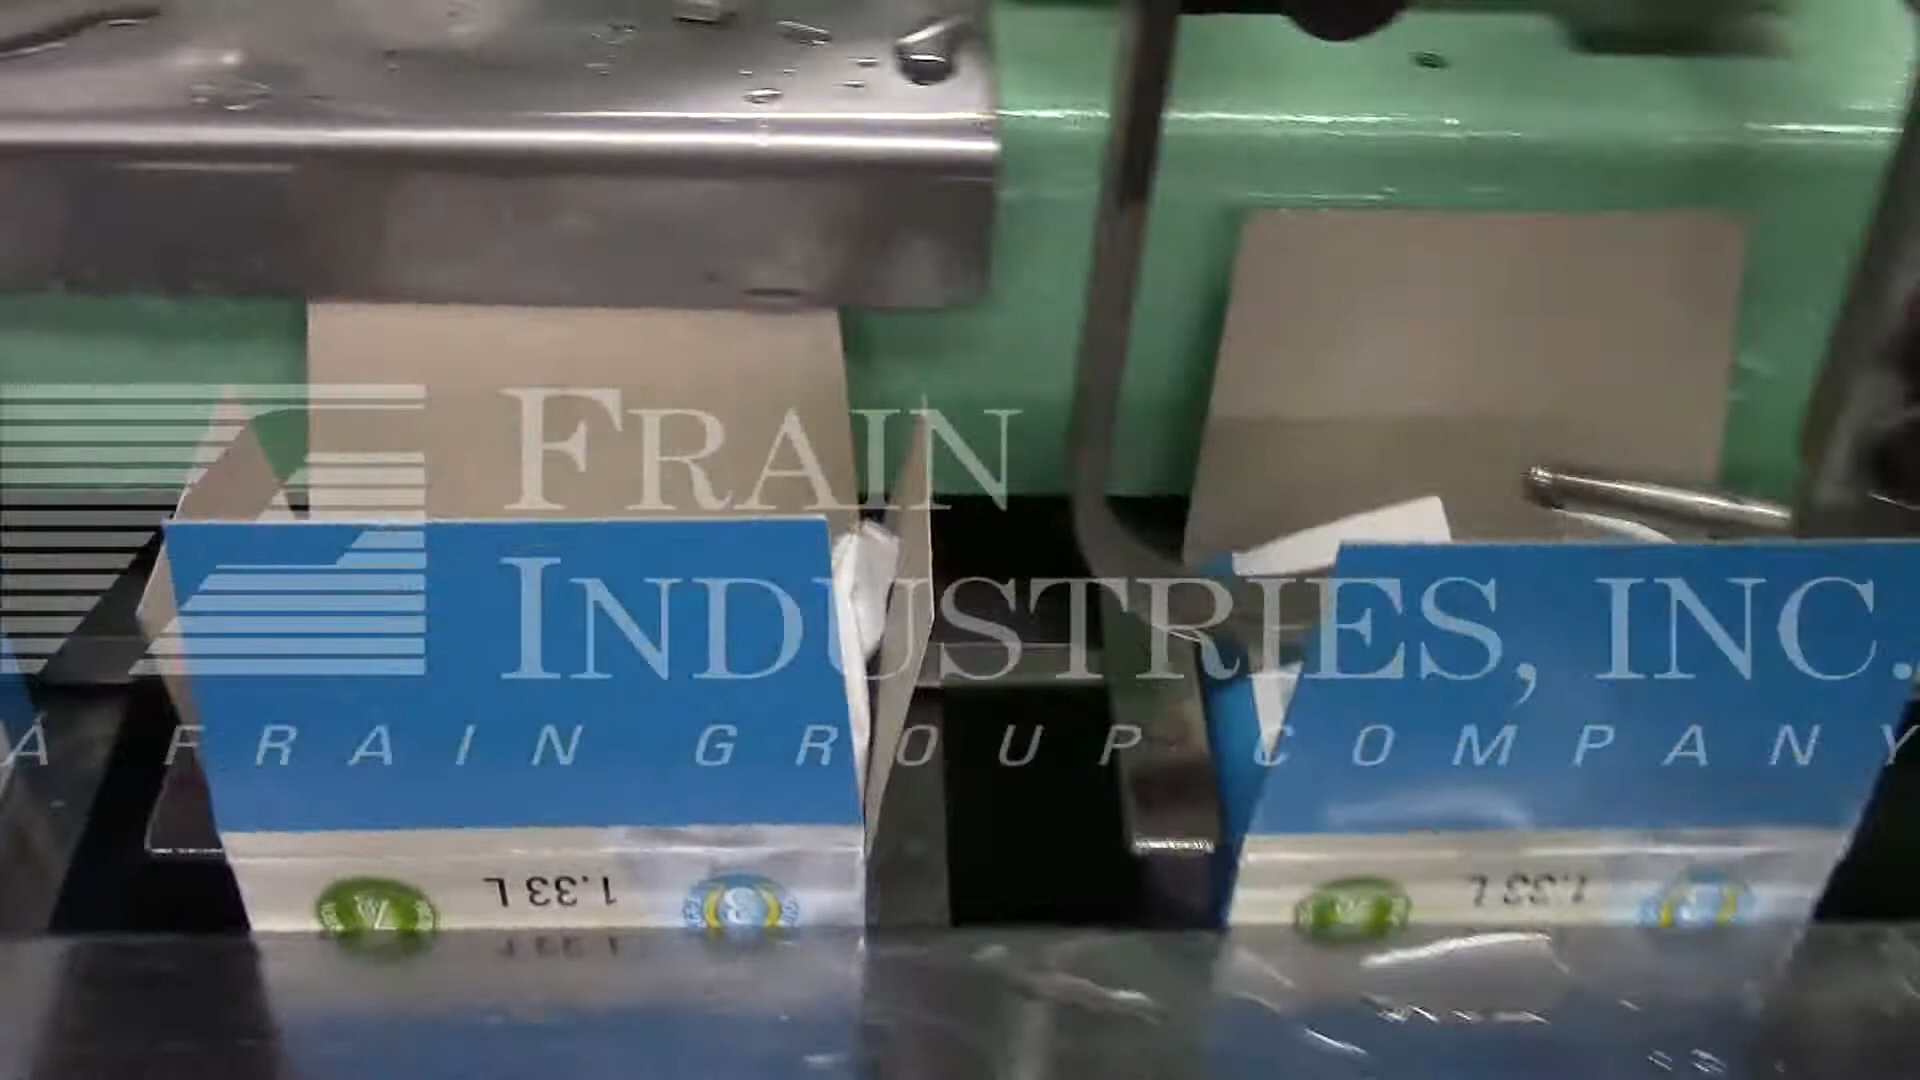 FRAIN
INDUSTRIES, INC.
A FRAIN GROUP COMPANY
1.33 L
1.33 L